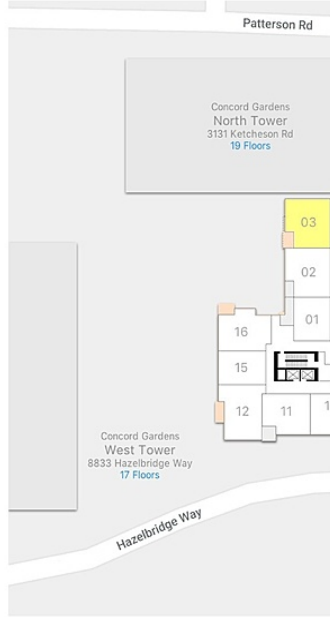 Patterson Rd
Concord Gardens
North Tower
3131 Ketcheson Rd
19 Floors
03
02
01
16
15
12
11
1
Concord Gardens
West Tower
8833 Hazelbridge Way
17 Floors
Hazelbridge Way